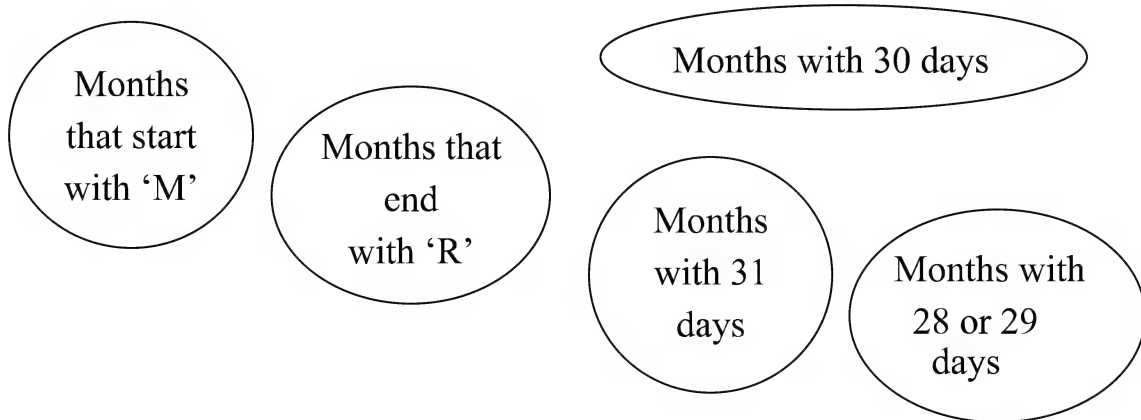 Months
that start
with ‘M’
Months that
end
with ‘R’
Months with 30 days
Months
with 31
days
Months with
28 or 29
days